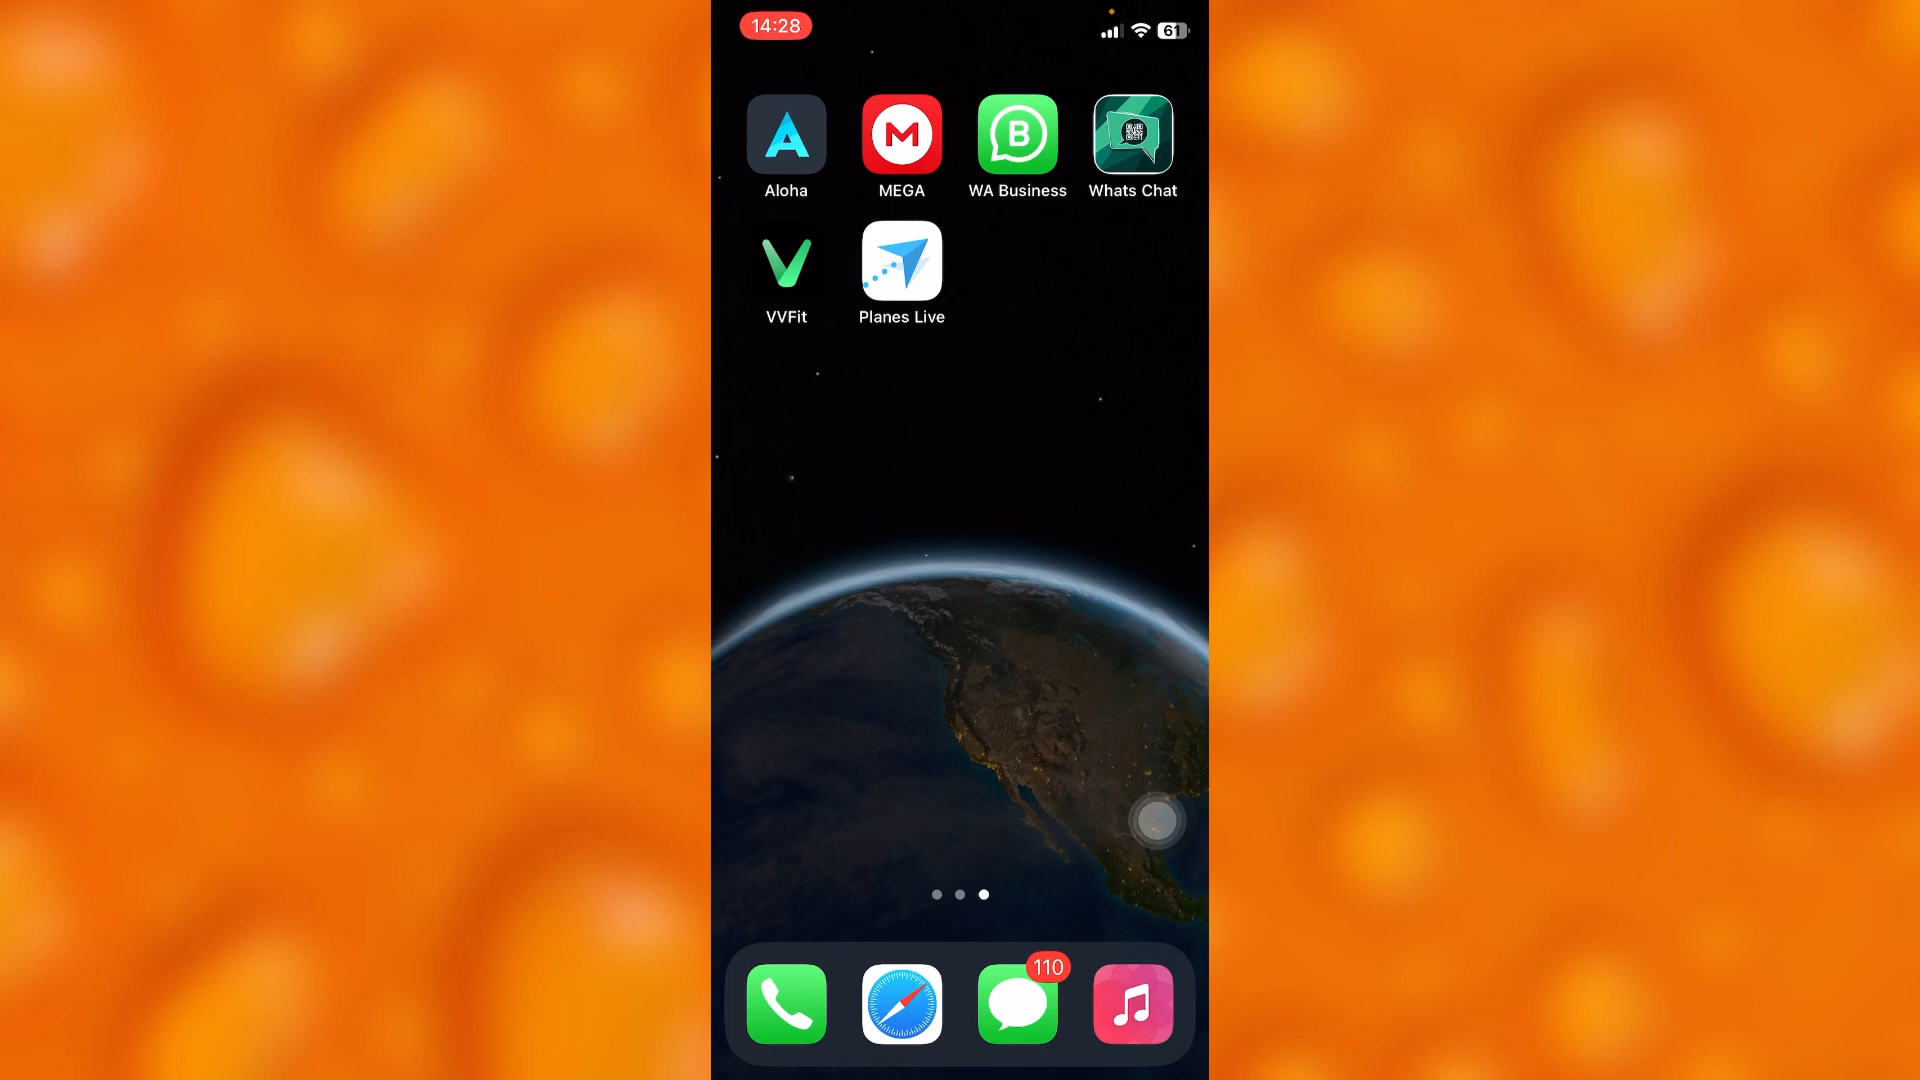 14:28
61
Aloha
MEGA
WA Business
Whats Chat
VVFit
Planes Live
110